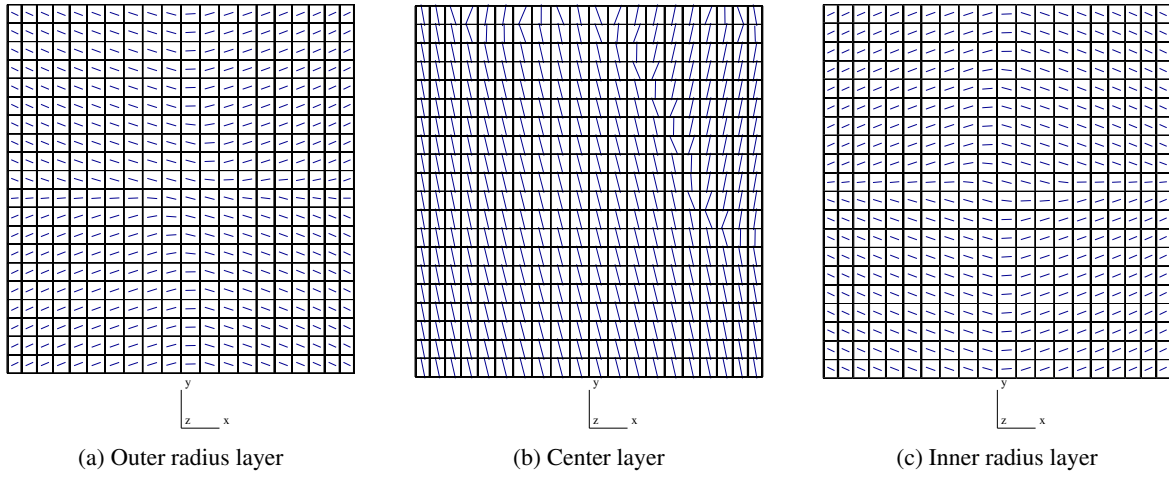 y
z x
(a) Outer radius layer
y
z x
(b) Center layer
y
z x
(c) Inner radius layer